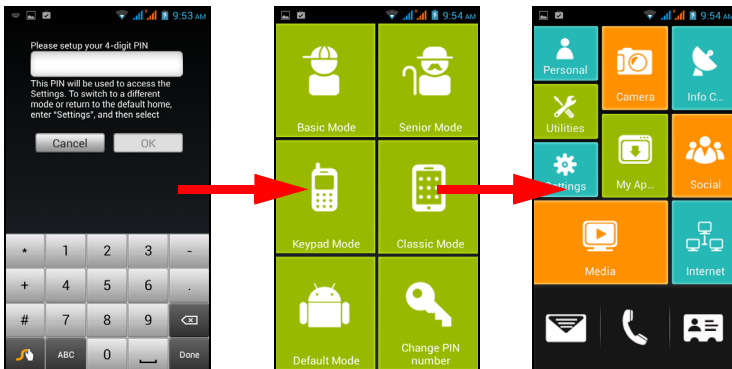 9:53 AM
Please setup your 4-digit PIN
This PIN will be used to access the
Settings. To switch to a different
mode or return to the default home,
enter "Settings", and then select
Cancel
OK
* 1 2 3 -
+ 4 5 6 .
# 7 8 9
ABC 0 Done
9:54 AM
Basic Mode
Senior Mode
Keypad Mode
Classic Mode
Default Mode
Change PIN
number
9:54 AM
Personal
Camera
Info C...
Utilities
Settings
My Ap...
Social
Media
Internet